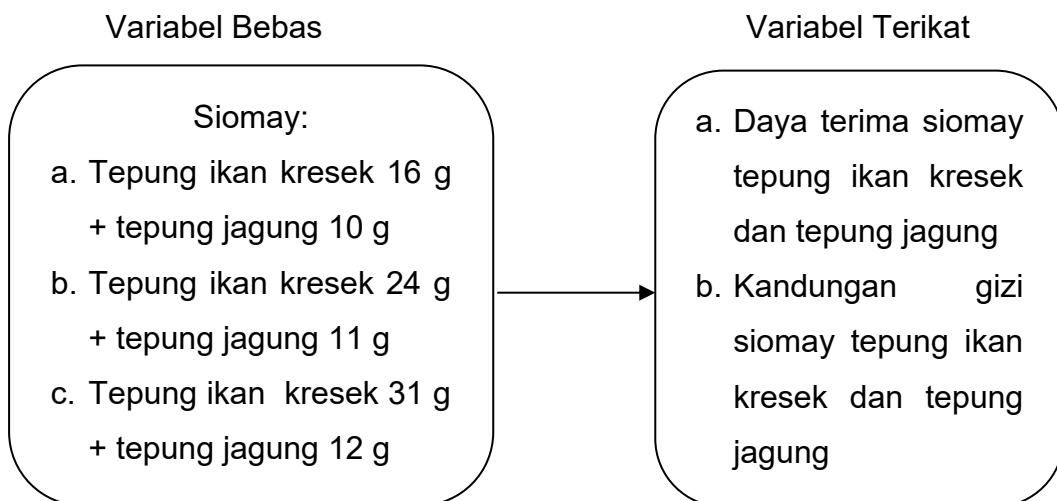 Variabel Bebas
Siomay:
a. Tepung ikan kresek 16 g
+ tepung jagung 10 g
b. Tepung ikan kresek 24 g
+ tepung jagung 11 g
c. Tepung ikan kresek 31 g
+ tepung jagung 12 g
Variabel Terikat
a. Daya terima siomay
tepung ikan kresek
dan tepung jagung
b. Kandungan gizi
siomay tepung ikan
kresek dan tepung
jagung